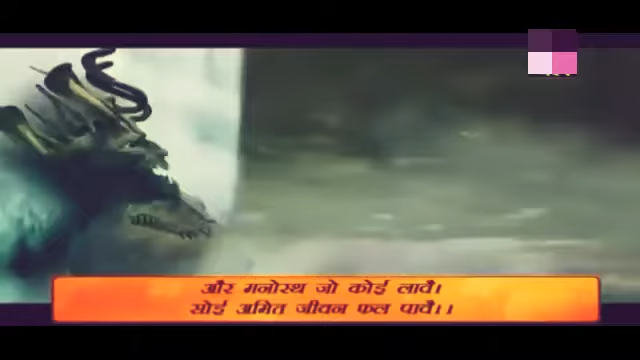 और मनोरथ जो कोई लावै।
सोई अमित जीवन फल पावै।।